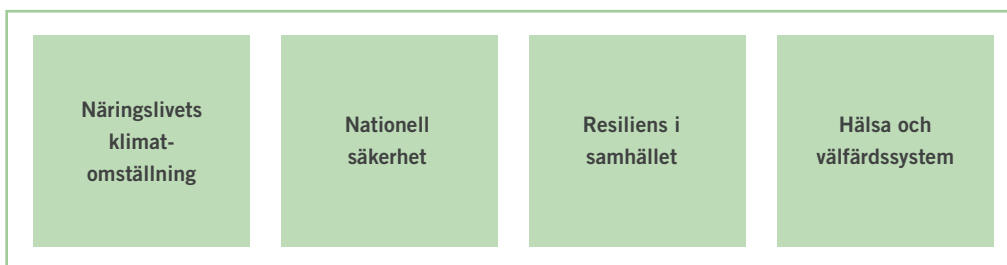 Näringslivets
klimat-
omställning
Nationell
säkerhet
Resiliens i
samhället
Hälsa och
välfärdssystem